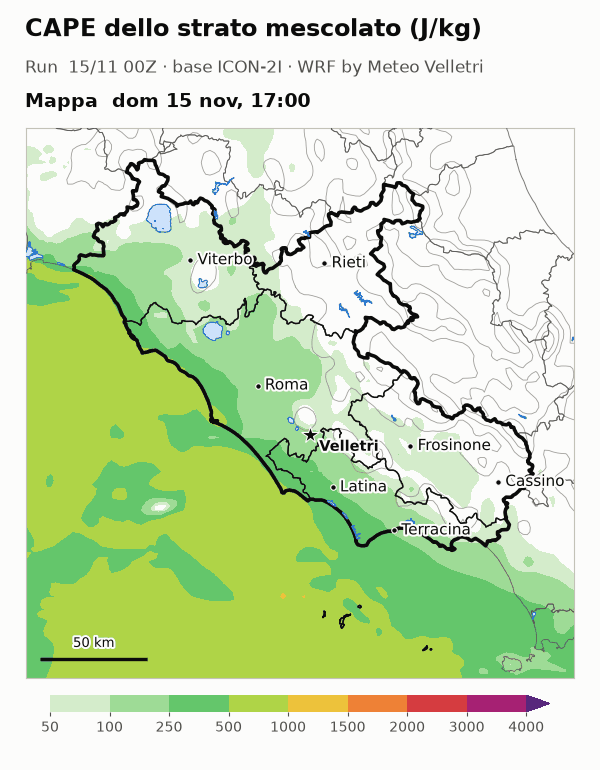 CAPE dello strato mescolato (J/kg)
Run  15/11 00Z · base ICON-2I · WRF by Meteo Velletri
Mappa  dom 15 nov, 17:00
Viterbo
Rieti
Roma
Velletri
Frosinone
Cassino
Latina
Terracina
50 km
50 100 250 500 1000 1500 2000 3000 4000